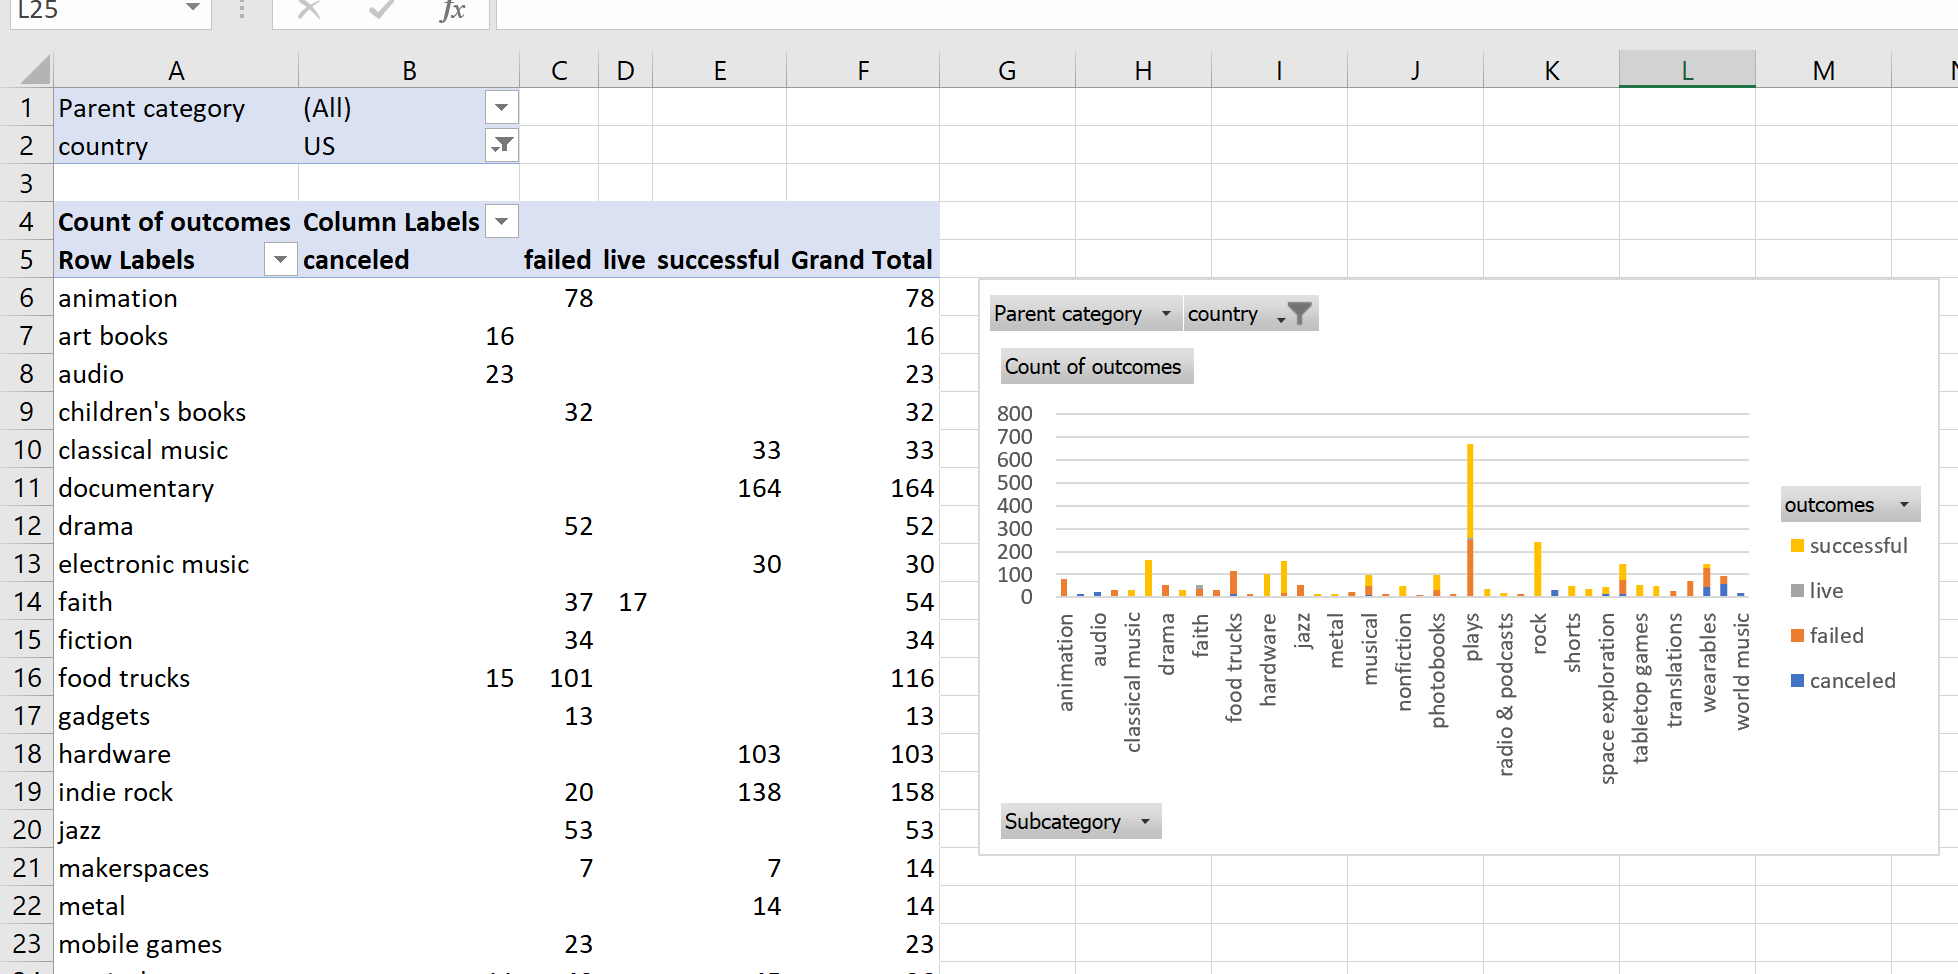 L25 fx
A B C D E F G H I J K L M
1 Parent category (All)
2 country US
3
4 Count of outcomes Column Labels
5 Row Labels canceled failed live successful Grand Total
6 animation 78 78
7 art books 16 16
8 audio 23 23
9 children's books 32 32
10 classical music 33 33
11 documentary 164 164
12 drama 52 52
13 electronic music 30 30
14 faith 37 17 54
15 fiction 34 34
16 food trucks 15 101 116
17 gadgets 13 13
18 hardware 103 103
19 indie rock 20 138 158
20 jazz 53 53
21 makerspaces 7 7 14
22 metal 14 14
23 mobile games 23 23
Parent category country
Count of outcomes
800
700
600
500
400
300
200
100
0
animation
audio
classical music
drama
faith
food trucks
hardware
jazz
metal
musical
nonfiction
photobooks
plays
radio & podcasts
rock
shorts
space exploration
tabletop games
translations
wearables
world music
outcomes
successful
live
failed
canceled
Subcategory